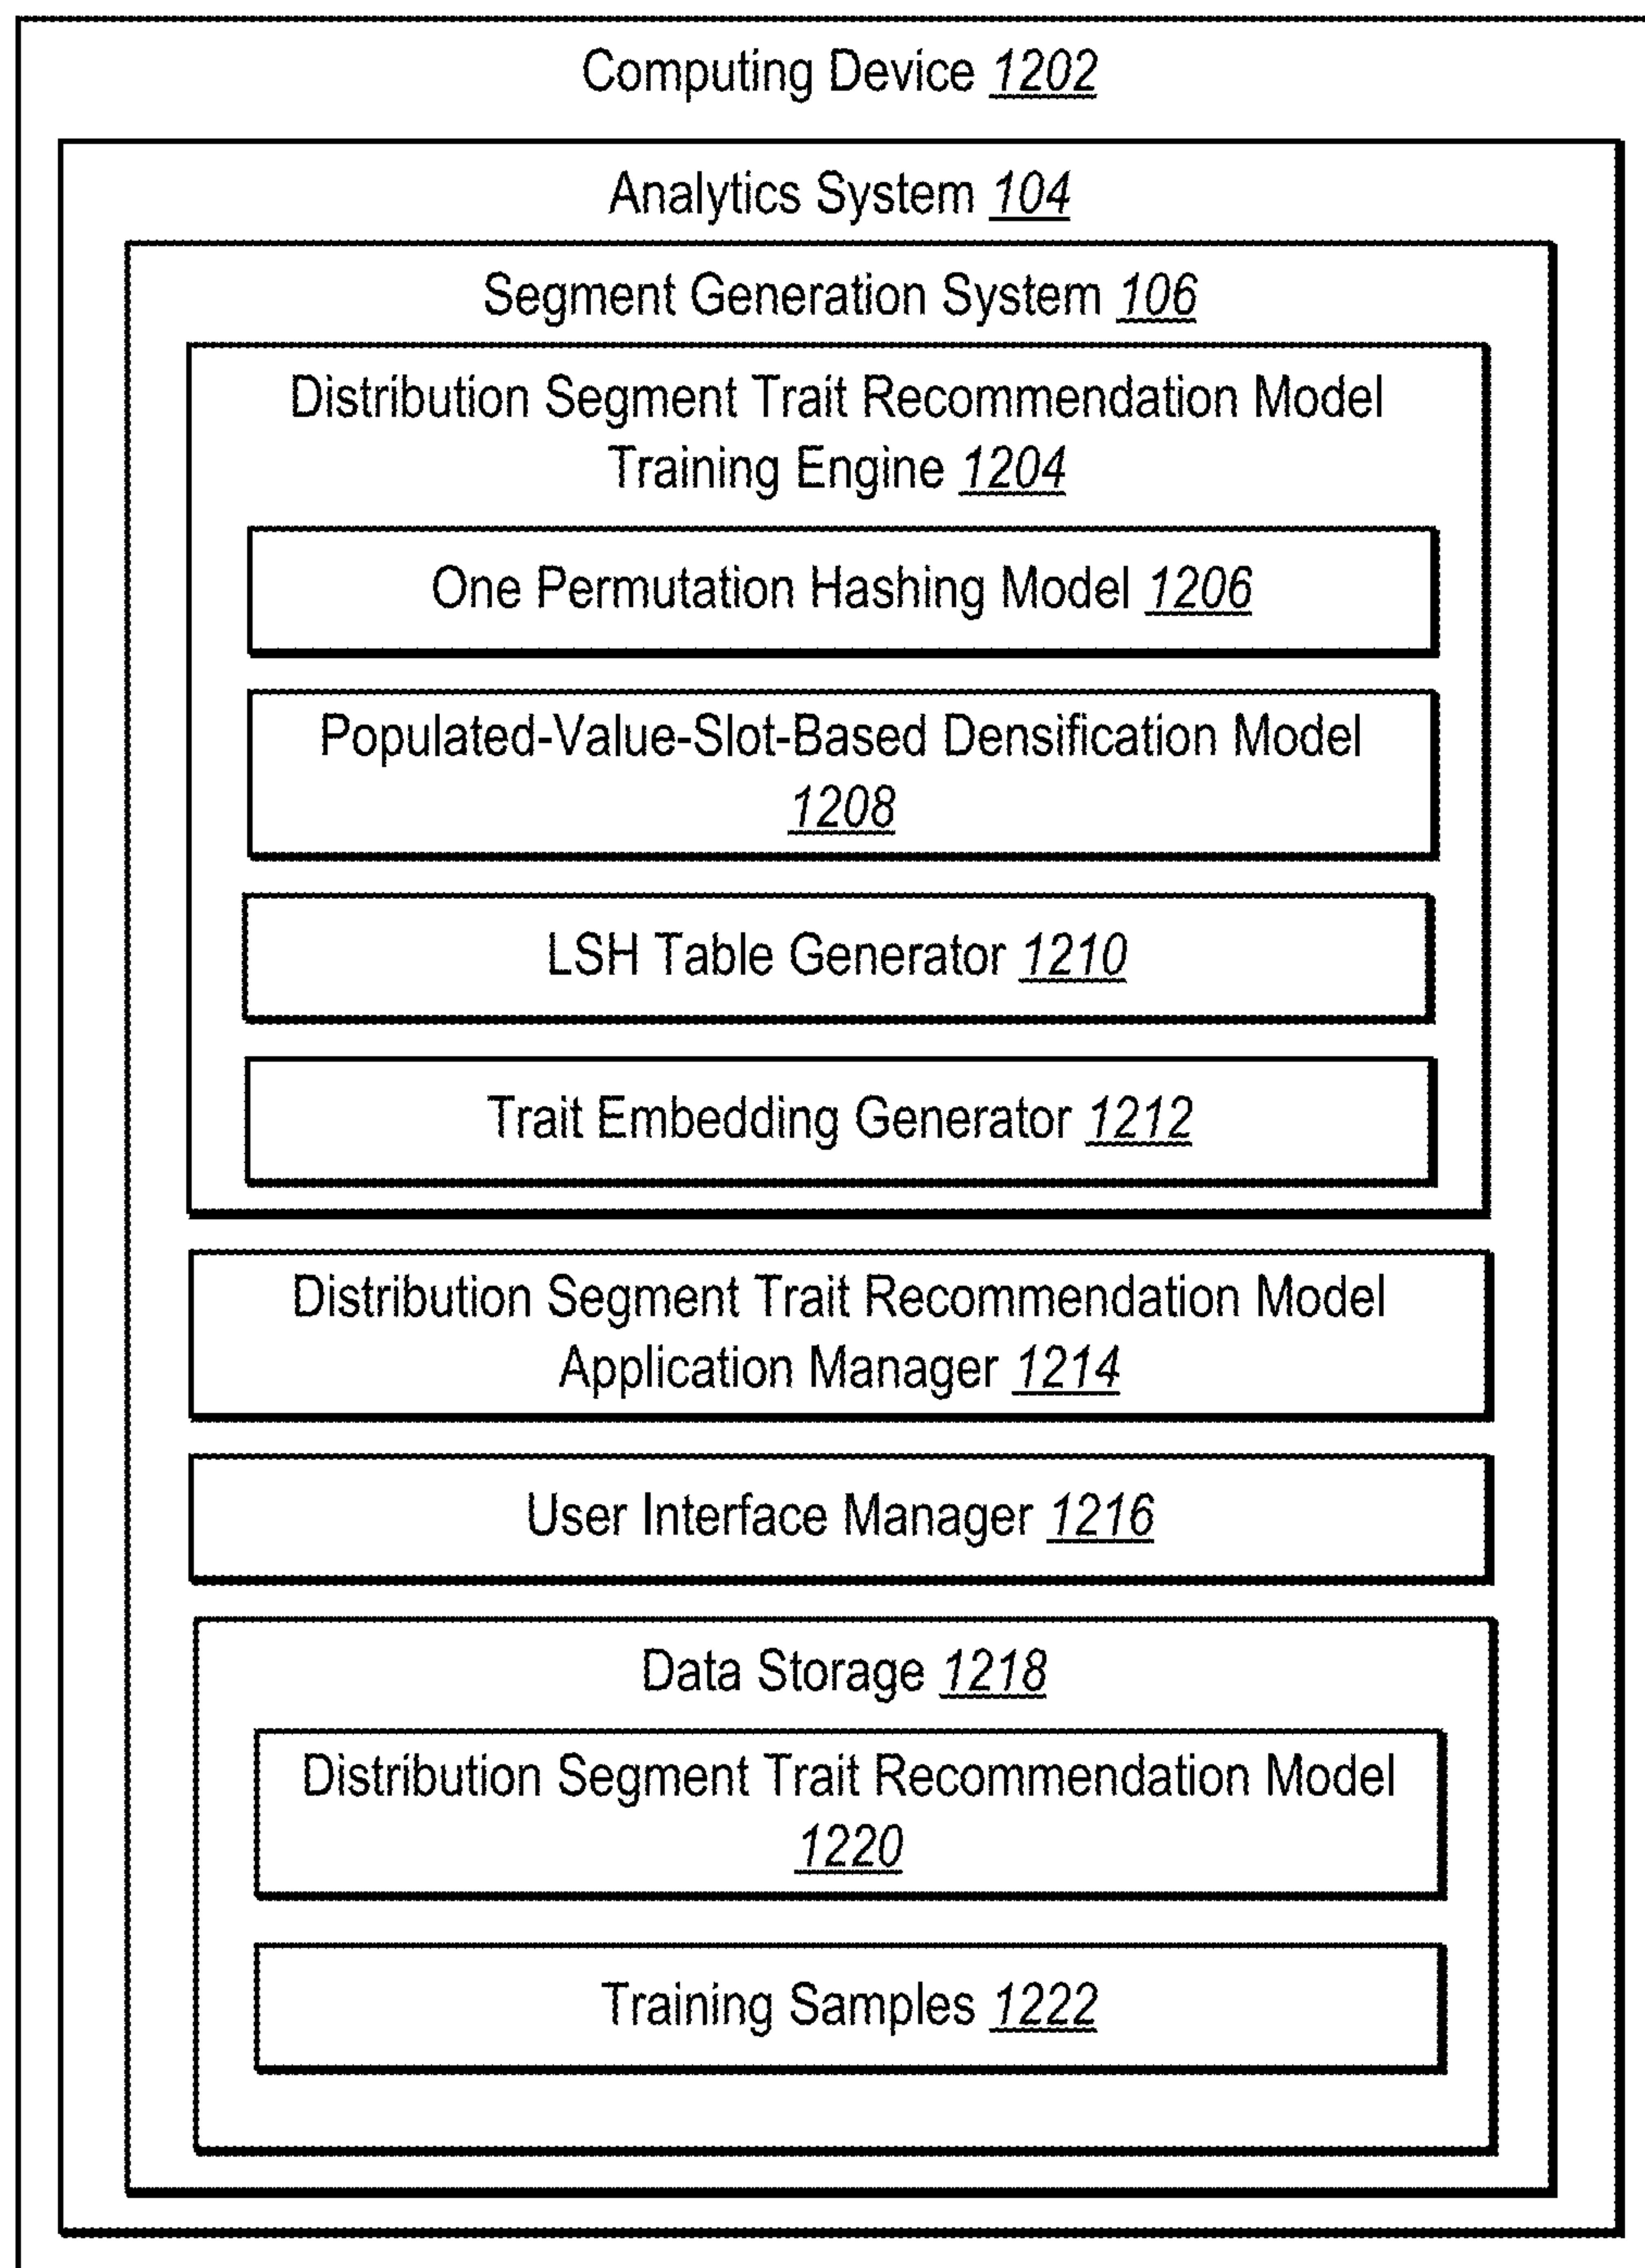 Computing Device 1202
Analytics System 104
Segment Generation System 106
Distribution Segment Trait Recommendation Model
Training Engine 1204
One Permutation Hashing Model 1206
Populated-Value-Slot-Based Densification Model
1208
LSH Table Generator 1210
Trait Embedding Generator 1212
Distribution Segment Trait Recommendation Model
Application Manager 1214
User Interface Manager 1216
Data Storage 1218
Distribution Segment Trait Recommendation Model
1220
Training Samples 1222